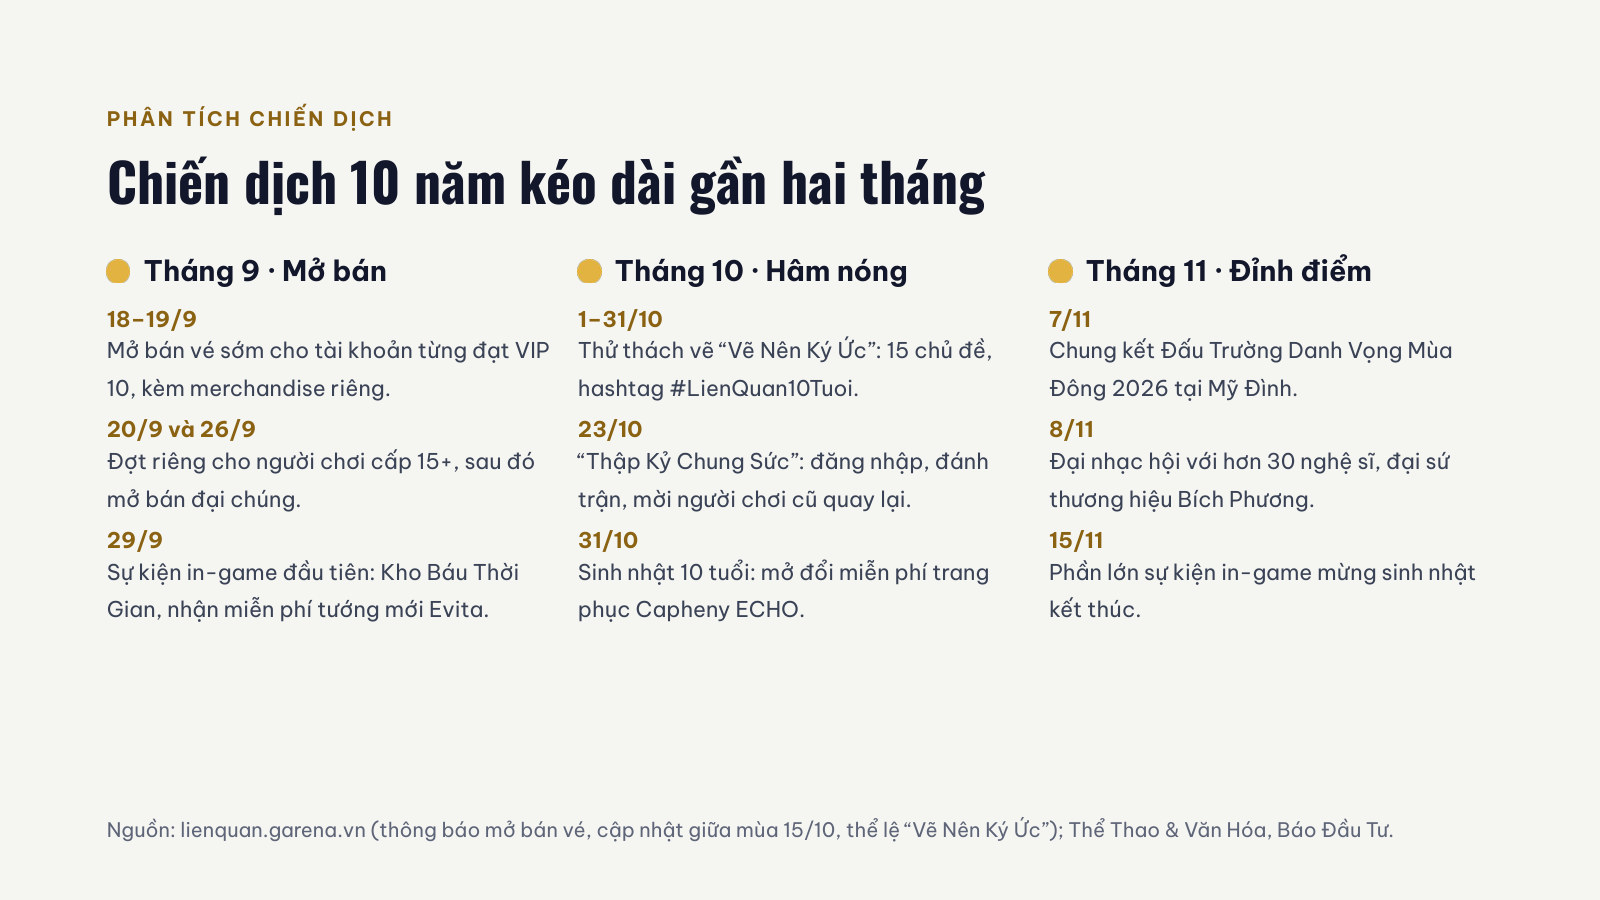 PHÂN TÍCH CHIẾN DỊCH
Chiến dịch 10 năm kéo dài gần hai tháng
Tháng 9 · Mở bán
18–19/9
Mở bán vé sớm cho tài khoản từng đạt VIP
10, kèm merchandise riêng.
20/9 và 26/9
Đợt riêng cho người chơi cấp 15+, sau đó
mở bán đại chúng.
29/9
Sự kiện in-game đầu tiên: Kho Báu Thời
Gian, nhận miễn phí tướng mới Evita.
Tháng 10 · Hâm nóng
1–31/10
Thử thách vẽ “Vẽ Nên Ký Ức”: 15 chủ đề,
hashtag #LienQuan10Tuoi.
23/10
“Thập Kỷ Chung Sức”: đăng nhập, đánh
trận, mời người chơi cũ quay lại.
31/10
Sinh nhật 10 tuổi: mở đổi miễn phí trang
phục Capheny ECHO.
Tháng 11 · Đỉnh điểm
7/11
Chung kết Đấu Trường Danh Vọng Mùa
Đông 2026 tại Mỹ Đình.
8/11
Đại nhạc hội với hơn 30 nghệ sĩ, đại sứ
thương hiệu Bích Phương.
15/11
Phần lớn sự kiện in-game mừng sinh nhật
kết thúc.
Nguồn: lienquan.garena.vn (thông báo mở bán vé, cập nhật giữa mùa 15/10, thể lệ “Vẽ Nên Ký Ức”); Thể Thao & Văn Hóa, Báo Đầu Tư.